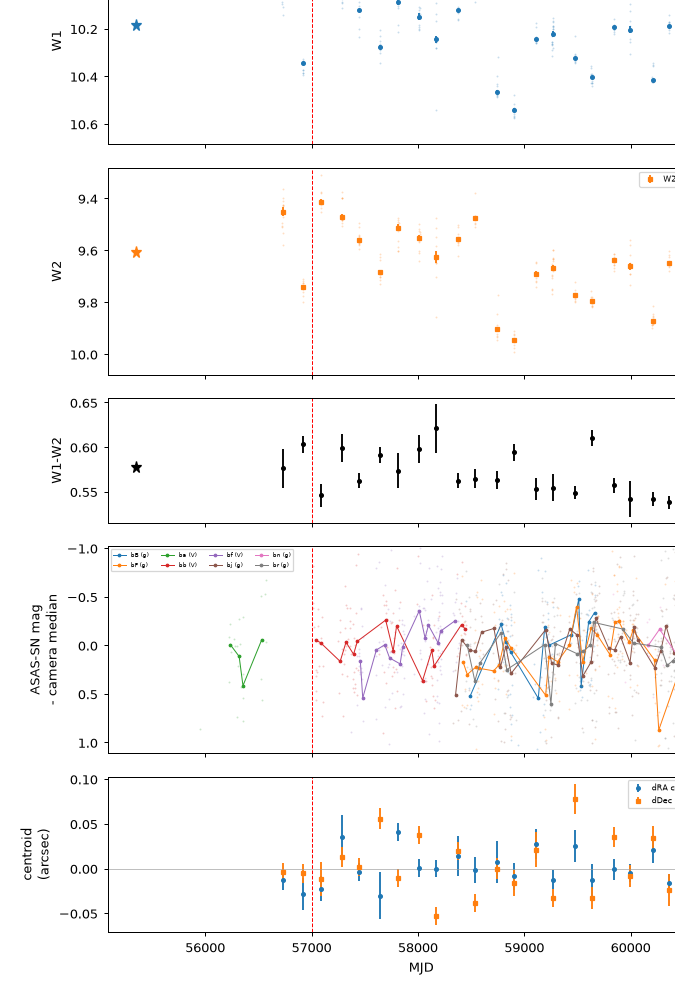 W1
10.2
10.4
10.6
W2
W2
9.4
9.6
9.8
10.0
W1-W2
0.65
0.60
0.55
ASAS-SN mag
- camera median
−1.0
−0.5
0.0
0.5
1.0
bB (g) ba (V) bf (V) bn (g)
bF (g) bb (V) bj (g) br (g)
centroid
(arcsec)
0.10
0.05
0.00
−0.05
dRA c
dDec
56000 57000 58000 59000 60000
MJD